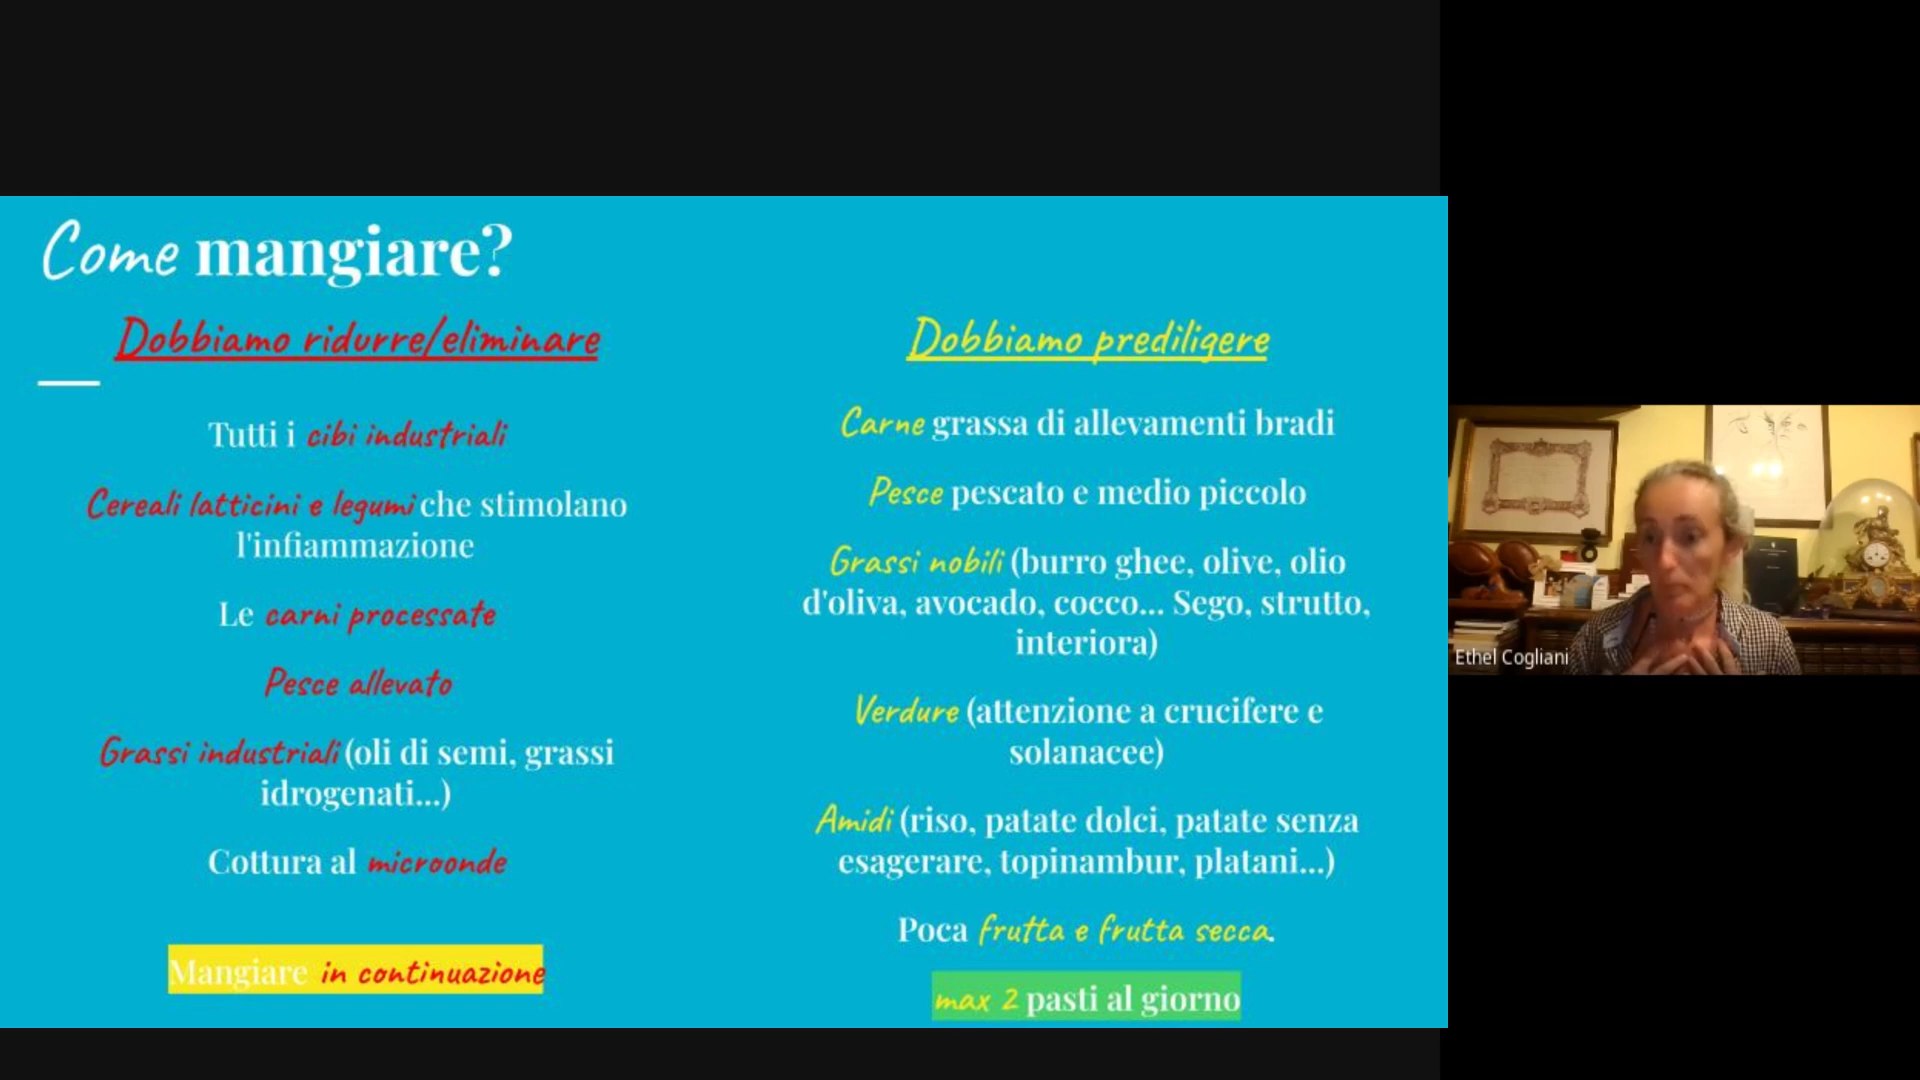 Come mangiare?
Dobbiamo ridurre/eliminare
Tutti i cibi industriali
Cereali latticini e legumi che stimolano
l'infiammazione
Le carni processate
Pesce allevato
Grassi industriali (oli di semi, grassi
idrogenati...)
Cottura al microonde
Mangiare in continuazione
Dobbiamo prediligere
Carne grassa di allevamenti bradi
Pesce pescato e medio piccolo
Grassi nobili (burro ghee, olive, olio
d'oliva, avocado, cocco... Sego, strutto,
interiora)
Verdure (attenzione a crucifere e
solanacee)
Amidi (riso, patate dolci, patate senza
esagerare, topinambur, platani...)
Poca frutta e frutta secca.
max 2 pasti al giorno
Ethel Cogliani